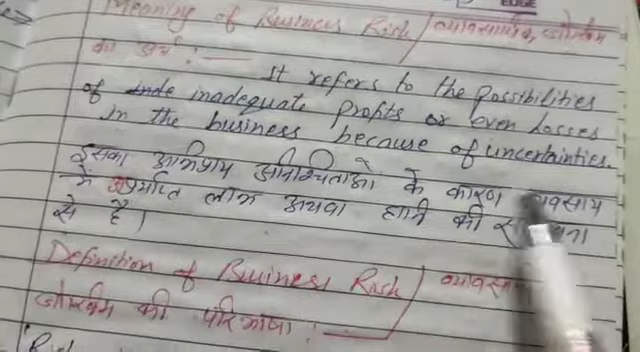 EDGE
Meaning of Business Risk/ व्यावसायिक जोखिम
का अर्थ : —
It refers to the possibilities
of inadequate profits or even Losses
in the business because of uncertainties.
इसका अभिप्राय अनिश्चितताओं के कारण व्यवसाय
में अपर्याप्त लाभ अथवा हानि की
से है।
Definition of Business Risk/
जोखिम की परिभाषा : —